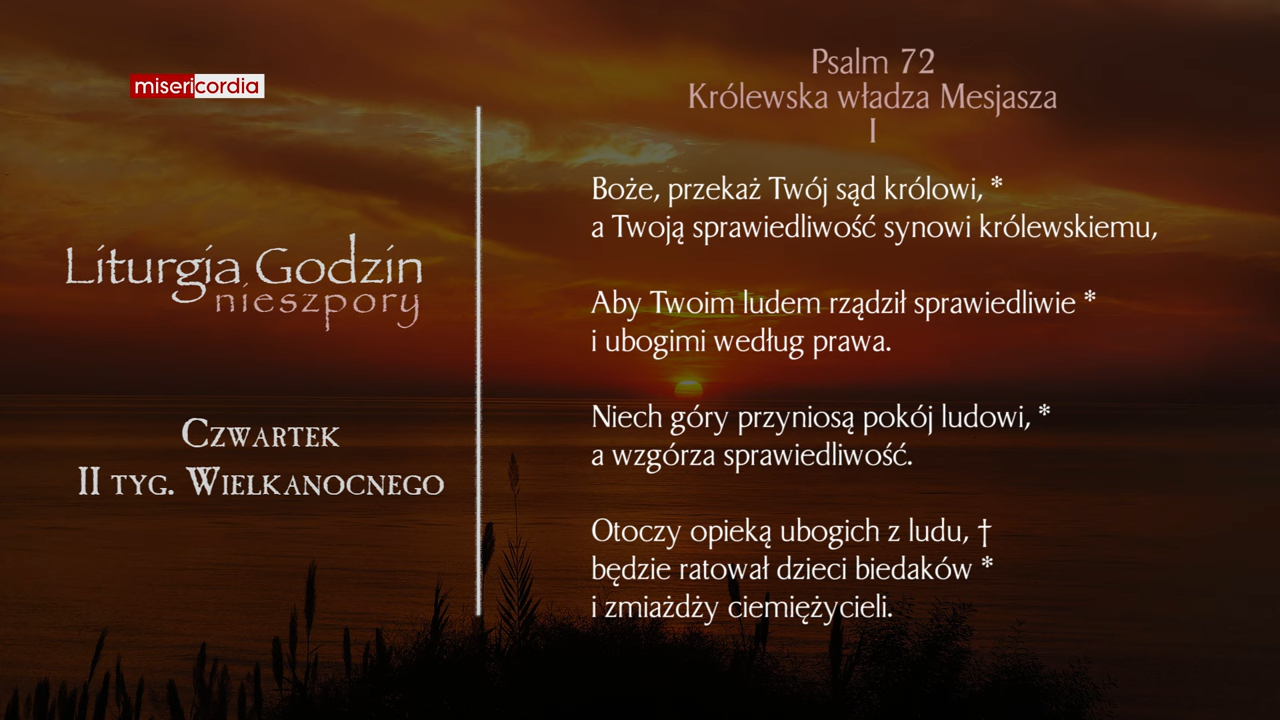 misericordia
Liturgia Godzin
nieszpory
Czwartek
II tyg. Wielkanocnego
Psalm 72
Królewska władza Mesjasza
I
Boże, przekaż Twój sąd królowi, *
a Twoją sprawiedliwość synowi królewskiemu,
Aby Twoim ludem rządził sprawiedliwie *
i ubogimi według prawa.
Niech góry przyniosą pokój ludowi, *
a wzgórza sprawiedliwość.
Otoczy opieką ubogich z ludu, †
będzie ratował dzieci biedaków *
i zmiażdży ciemiężycieli.